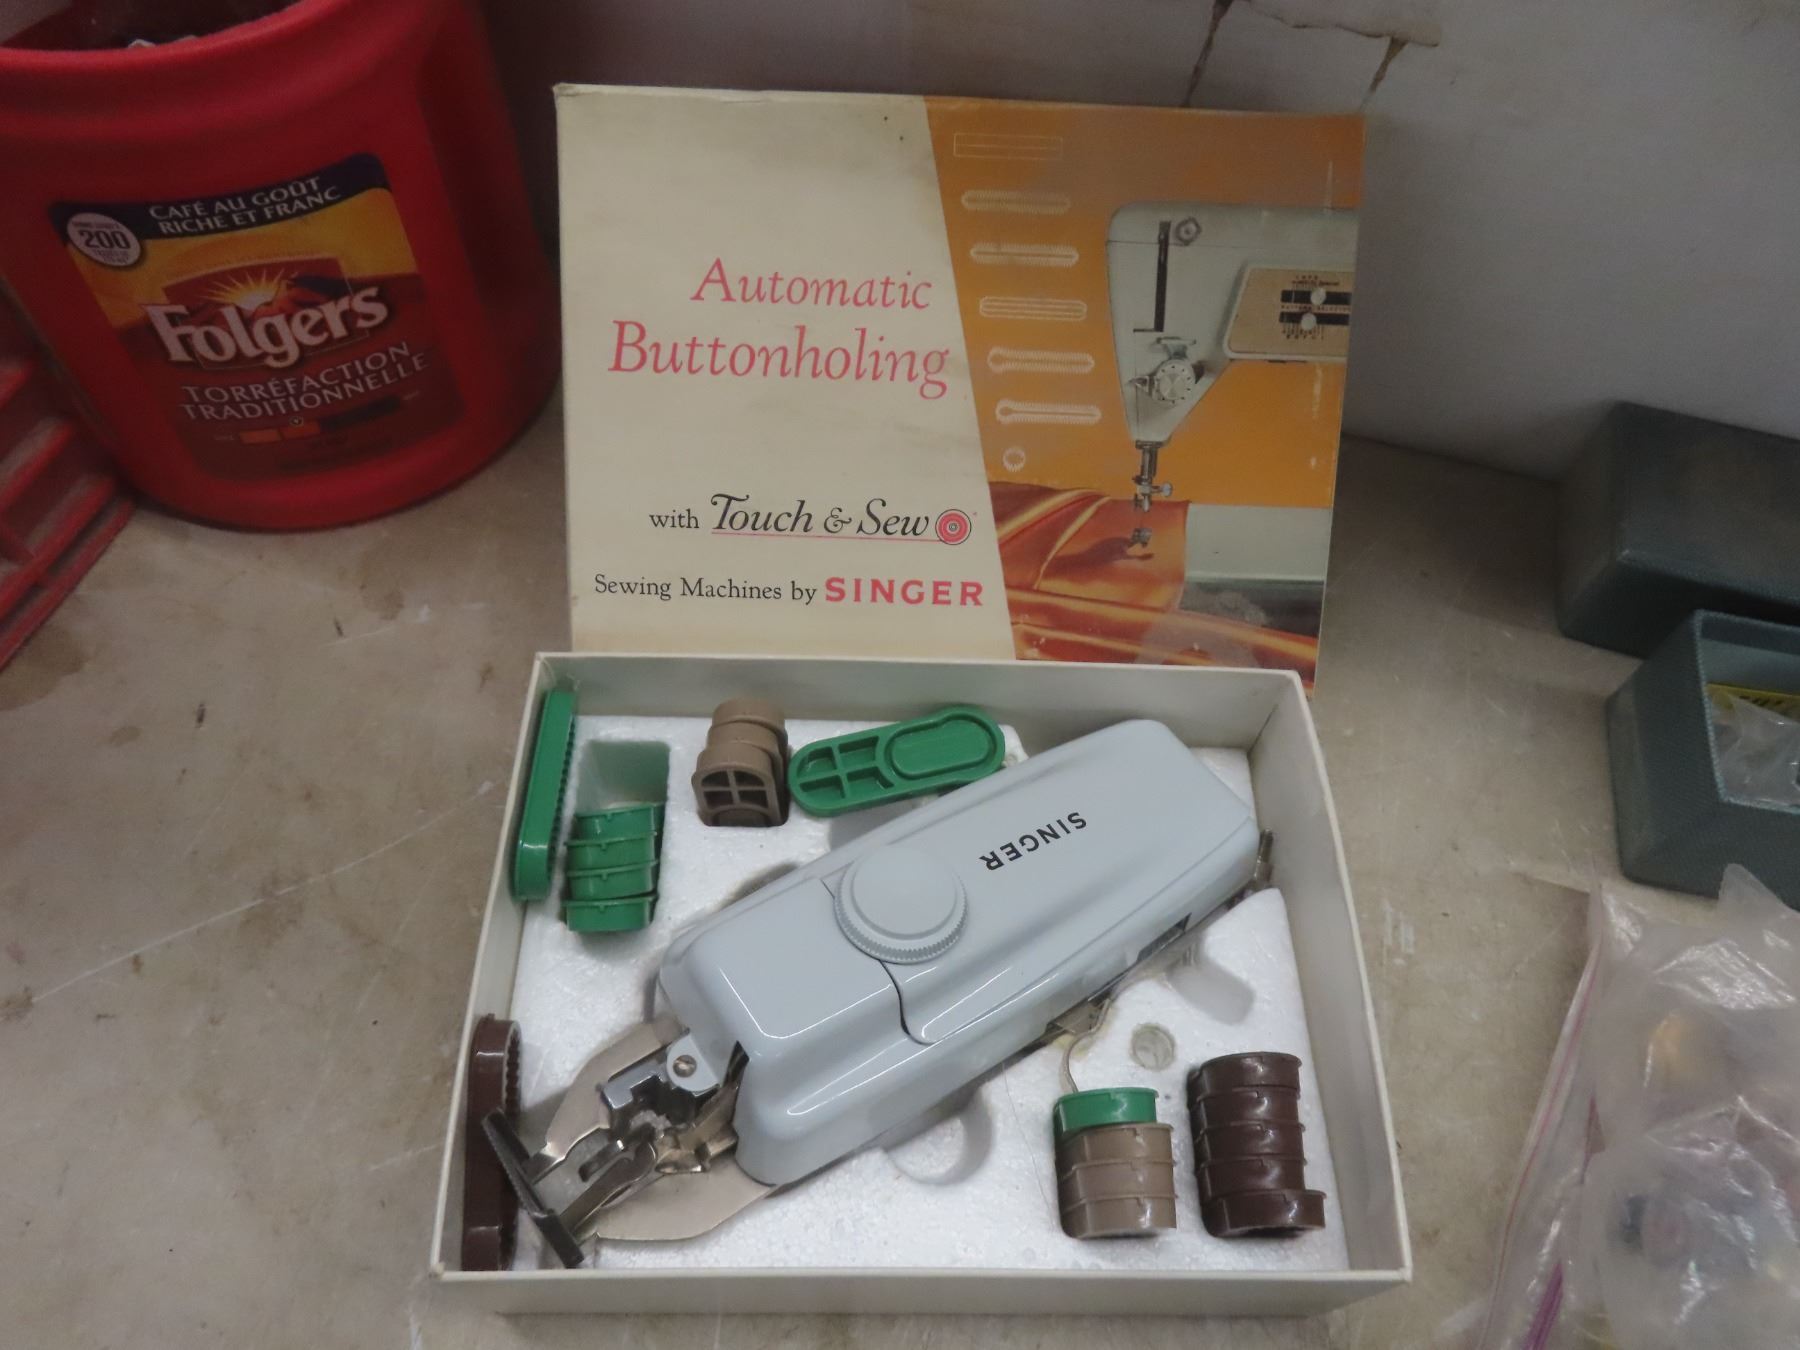 CAFÉ AU GOÛT
RICHE ET FRANC
200
Folgers
TORRÉFACTION
TRADITIONNELLE
Automatic
Buttonholing
with Touch & Sew
Sewing Machines by SINGER
SINGER